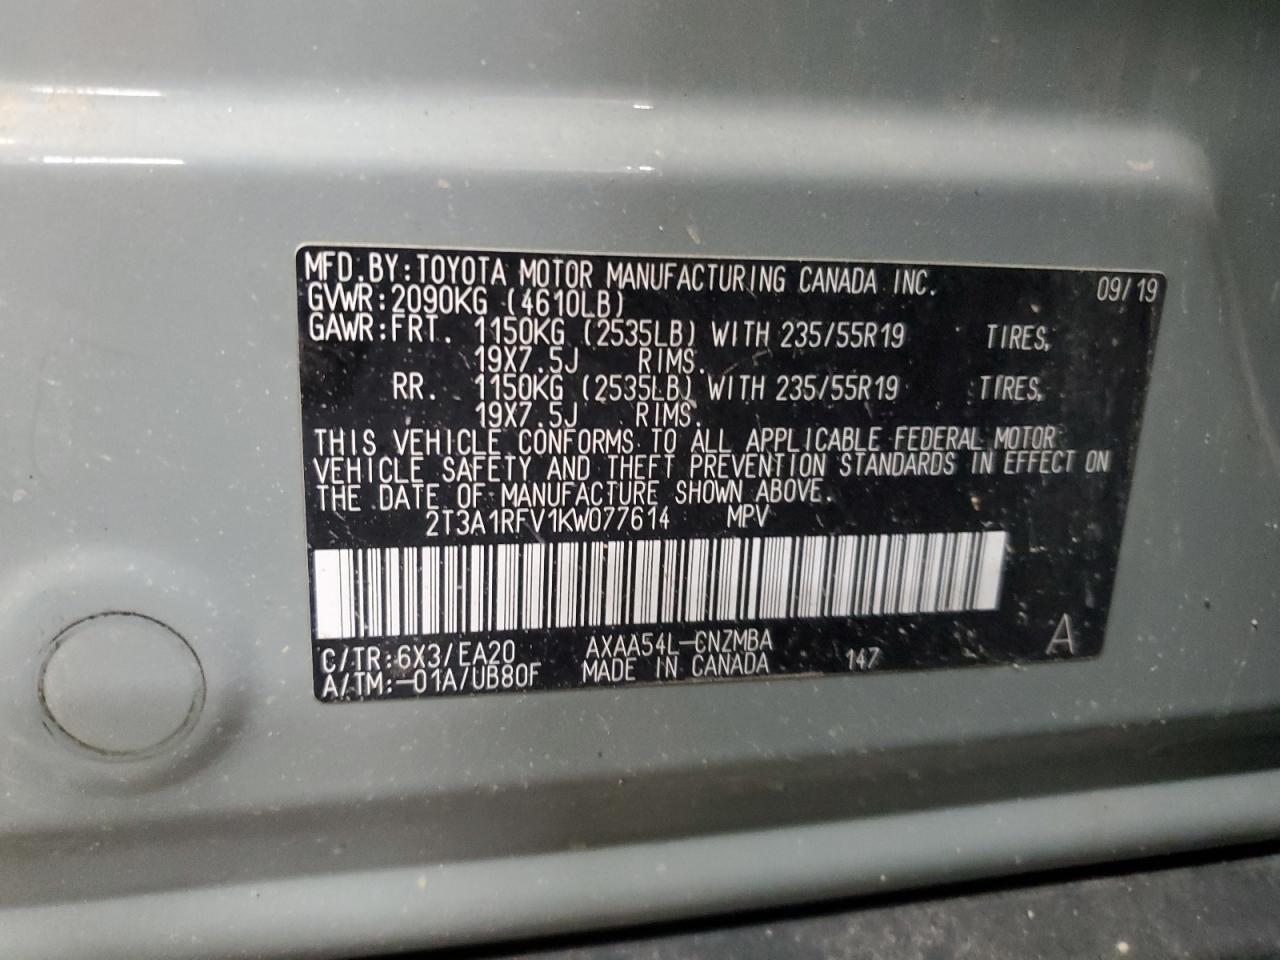 MFD.BY:TOYOTA MOTOR MANUFACTURING CANADA INC. 09/19
GVWR:2090KG (4610LB)
GAWR:FRT. 1150KG (2535LB) WITH 235/55R19 TIRES,
19X7.5J RIMS.
RR. 1150KG (2535LB) WITH 235/55R19 TIRES,
19X7.5J RIMS.
THIS VEHICLE CONFORMS TO ALL APPLICABLE FEDERAL MOTOR
VEHICLE SAFETY AND THEFT PREVENTION STANDARDS IN EFFECT ON
THE DATE OF MANUFACTURE SHOWN ABOVE.
2T3A1RFV1KW077614 MPV
C/TR:6X3/EA20 AXAA54L-CNZMBA
A/TM:-01A/UB80F MADE IN CANADA 147 A